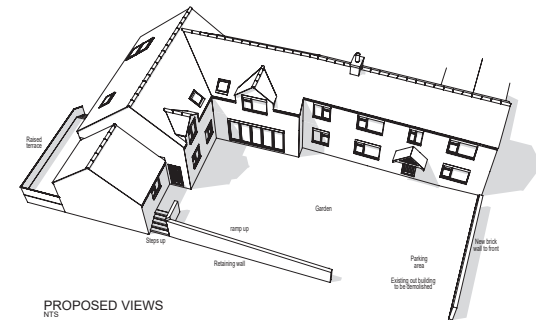 Raised
terrace
Steps up
ramp up
Retaining wall
Garden
Parking
area
Existing out building
to be demolished
New brick
wall to front
PROPOSED VIEWS
NTS